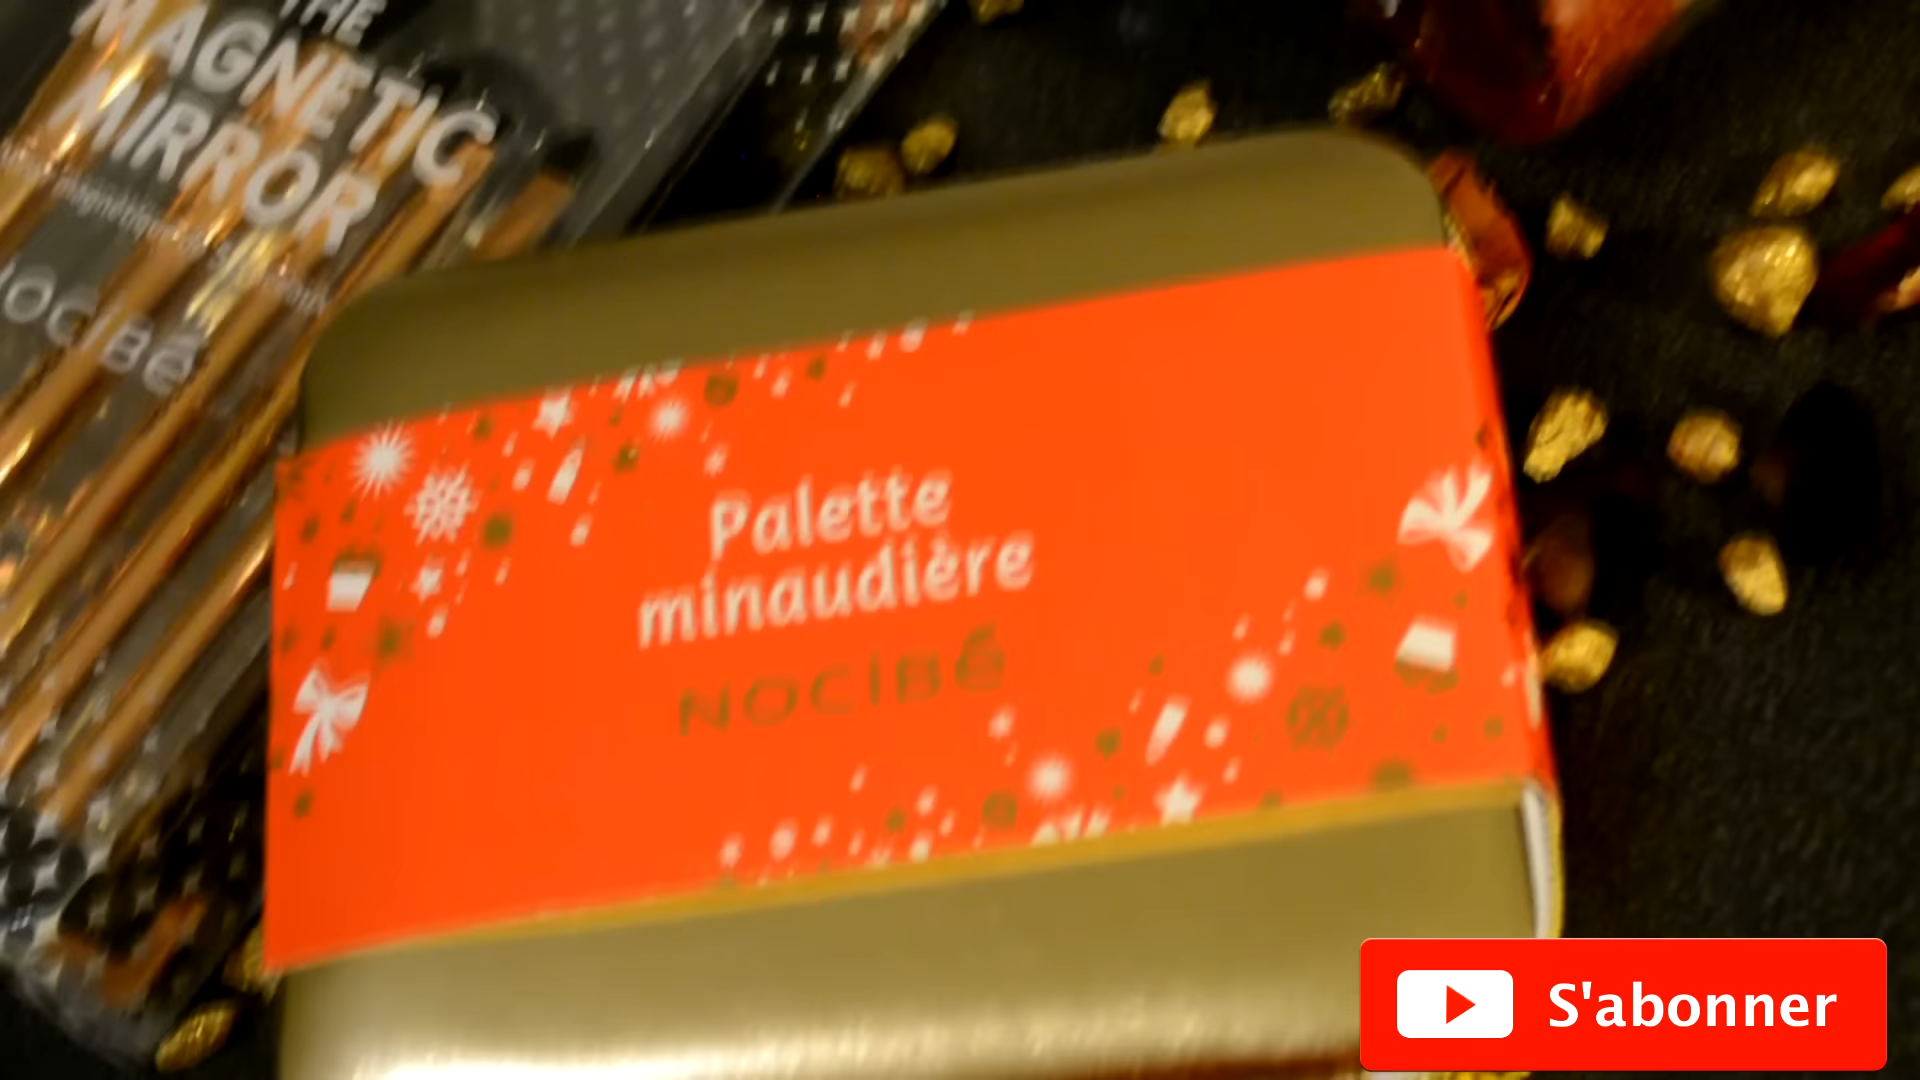 THE
MAGNETIC
MIRROR
NOCIBÉ
Palette
minaudière
NOCIBÉ
S'abonner